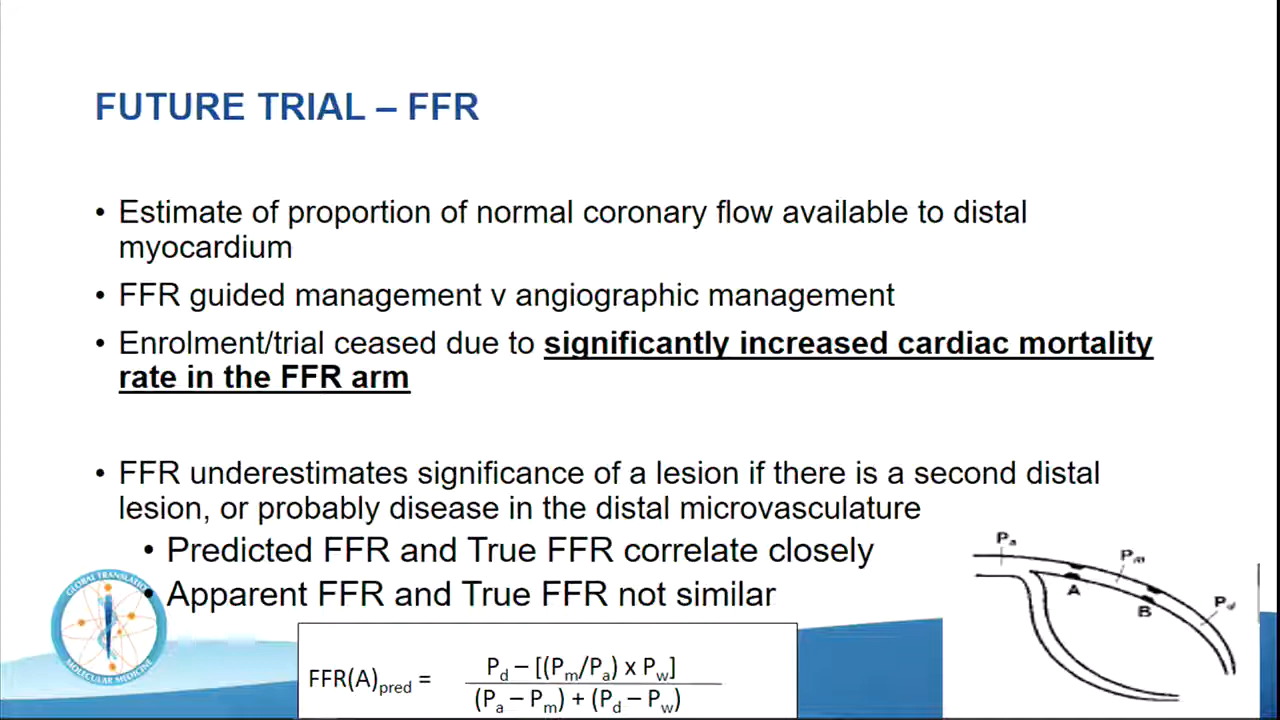 FUTURE TRIAL – FFR
• Estimate of proportion of normal coronary flow available to distal
myocardium
• FFR guided management v angiographic management
• Enrolment/trial ceased due to significantly increased cardiac mortality
rate in the FFR arm
• FFR underestimates significance of a lesion if there is a second distal
lesion, or probably disease in the distal microvasculature
• Predicted FFR and True FFR correlate closely
• Apparent FFR and True FFR not similar
GLOBAL TRANSLATIO
MOLECULAR MEDICINE
FFR(A)pred = Pd – [(Pm/Pa) x Pw]
(Pa – Pm) + (Pd – Pw)
Pa
Pm
A
B
Pd